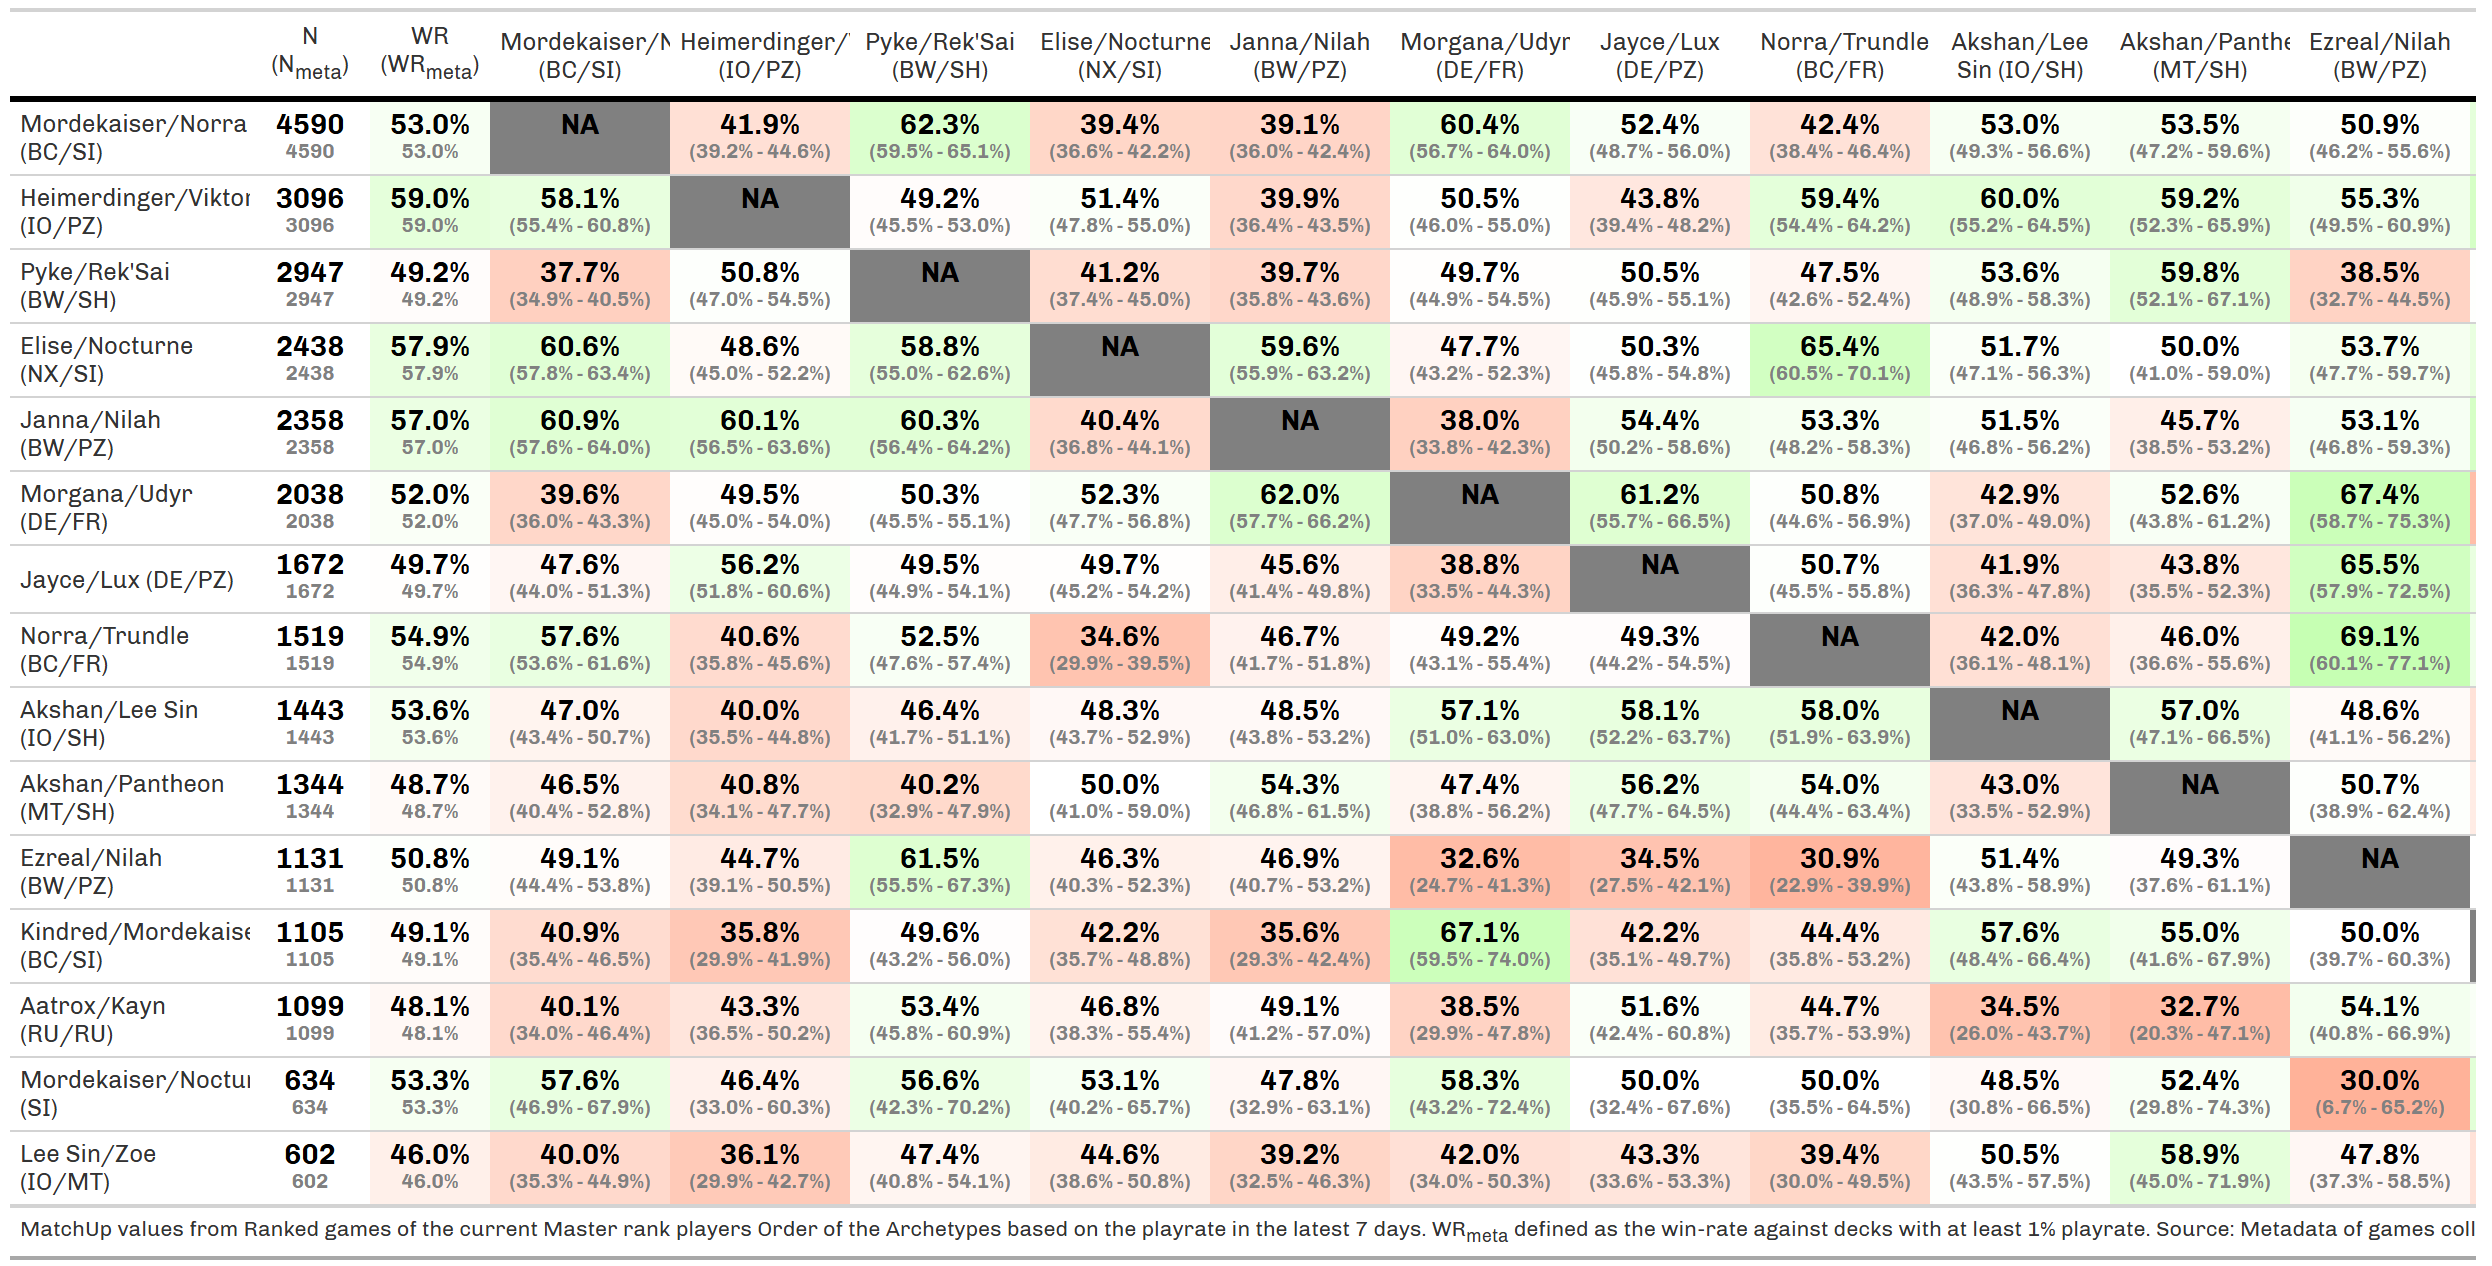 N WR Mordekaiser/N Heimerdinger/ Pyke/Rek'Sai Elise/Nocturne Janna/Nilah Morgana/Udyr Jayce/Lux Norra/Trundle Akshan/Lee Akshan/Panthe Ezreal/Nilah
(Nmeta) (WRmeta) (BC/SI) (IO/PZ) (BW/SH) (NX/SI) (BW/PZ) (DE/FR) (DE/PZ) (BC/FR) Sin (IO/SH) (MT/SH) (BW/PZ)
Mordekaiser/Norra 4590 53.0% NA 41.9% 62.3% 39.4% 39.1% 60.4% 52.4% 42.4% 53.0% 53.5% 50.9%
(BC/SI) 4590 53.0% (39.2% - 44.6%) (59.5% - 65.1%) (36.6% - 42.2%) (36.0% - 42.4%) (56.7% - 64.0%) (48.7% - 56.0%) (38.4% - 46.4%) (49.3% - 56.6%) (47.2% - 59.6%) (46.2% - 55.6%)
Heimerdinger/Viktor 3096 59.0% 58.1% NA 49.2% 51.4% 39.9% 50.5% 43.8% 59.4% 60.0% 59.2% 55.3%
(IO/PZ) 3096 59.0% (55.4% - 60.8%) (45.5% - 53.0%) (47.8% - 55.0%) (36.4% - 43.5%) (46.0% - 55.0%) (39.4% - 48.2%) (54.4% - 64.2%) (55.2% - 64.5%) (52.3% - 65.9%) (49.5% - 60.9%)
Pyke/Rek'Sai 2947 49.2% 37.7% 50.8% NA 41.2% 39.7% 49.7% 50.5% 47.5% 53.6% 59.8% 38.5%
(BW/SH) 2947 49.2% (34.9% - 40.5%) (47.0% - 54.5%) (37.4% - 45.0%) (35.8% - 43.6%) (44.9% - 54.5%) (45.9% - 55.1%) (42.6% - 52.4%) (48.9% - 58.3%) (52.1% - 67.1%) (32.7% - 44.5%)
Elise/Nocturne 2438 57.9% 60.6% 48.6% 58.8% NA 59.6% 47.7% 50.3% 65.4% 51.7% 50.0% 53.7%
(NX/SI) 2438 57.9% (57.8% - 63.4%) (45.0% - 52.2%) (55.0% - 62.6%) (55.9% - 63.2%) (43.2% - 52.3%) (45.8% - 54.8%) (60.5% - 70.1%) (47.1% - 56.3%) (41.0% - 59.0%) (47.7% - 59.7%)
Janna/Nilah 2358 57.0% 60.9% 60.1% 60.3% 40.4% NA 38.0% 54.4% 53.3% 51.5% 45.7% 53.1%
(BW/PZ) 2358 57.0% (57.6% - 64.0%) (56.5% - 63.6%) (56.4% - 64.2%) (36.8% - 44.1%) (33.8% - 42.3%) (50.2% - 58.6%) (48.2% - 58.3%) (46.8% - 56.2%) (38.5% - 53.2%) (46.8% - 59.3%)
Morgana/Udyr 2038 52.0% 39.6% 49.5% 50.3% 52.3% 62.0% NA 61.2% 50.8% 42.9% 52.6% 67.4%
(DE/FR) 2038 52.0% (36.0% - 43.3%) (45.0% - 54.0%) (45.5% - 55.1%) (47.7% - 56.8%) (57.7% - 66.2%) (55.7% - 66.5%) (44.6% - 56.9%) (37.0% - 49.0%) (43.8% - 61.2%) (58.7% - 75.3%)
Jayce/Lux (DE/PZ) 1672 49.7% 47.6% 56.2% 49.5% 49.7% 45.6% 38.8% NA 50.7% 41.9% 43.8% 65.5%
1672 49.7% (44.0% - 51.3%) (51.8% - 60.6%) (44.9% - 54.1%) (45.2% - 54.2%) (41.4% - 49.8%) (33.5% - 44.3%) (45.5% - 55.8%) (36.3% - 47.8%) (35.5% - 52.3%) (57.9% - 72.5%)
Norra/Trundle 1519 54.9% 57.6% 40.6% 52.5% 34.6% 46.7% 49.2% 49.3% NA 42.0% 46.0% 69.1%
(BC/FR) 1519 54.9% (53.6% - 61.6%) (35.8% - 45.6%) (47.6% - 57.4%) (29.9% - 39.5%) (41.7% - 51.8%) (43.1% - 55.4%) (44.2% - 54.5%) (36.1% - 48.1%) (36.6% - 55.6%) (60.1% - 77.1%)
Akshan/Lee Sin 1443 53.6% 47.0% 40.0% 46.4% 48.3% 48.5% 57.1% 58.1% 58.0% NA 57.0% 48.6%
(IO/SH) 1443 53.6% (43.4% - 50.7%) (35.5% - 44.8%) (41.7% - 51.1%) (43.7% - 52.9%) (43.8% - 53.2%) (51.0% - 63.0%) (52.2% - 63.7%) (51.9% - 63.9%) (47.1% - 66.5%) (41.1% - 56.2%)
Akshan/Pantheon 1344 48.7% 46.5% 40.8% 40.2% 50.0% 54.3% 47.4% 56.2% 54.0% 43.0% NA 50.7%
(MT/SH) 1344 48.7% (40.4% - 52.8%) (34.1% - 47.7%) (32.9% - 47.9%) (41.0% - 59.0%) (46.8% - 61.5%) (38.8% - 56.2%) (47.7% - 64.5%) (44.4% - 63.4%) (33.5% - 52.9%) (38.9% - 62.4%)
Ezreal/Nilah 1131 50.8% 49.1% 44.7% 61.5% 46.3% 46.9% 32.6% 34.5% 30.9% 51.4% 49.3% NA
(BW/PZ) 1131 50.8% (44.4% - 53.8%) (39.1% - 50.5%) (55.5% - 67.3%) (40.3% - 52.3%) (40.7% - 53.2%) (24.7% - 41.3%) (27.5% - 42.1%) (22.9% - 39.9%) (43.8% - 58.9%) (37.6% - 61.1%)
Kindred/Mordekaise 1105 49.1% 40.9% 35.8% 49.6% 42.2% 35.6% 67.1% 42.2% 44.4% 57.6% 55.0% 50.0%
(BC/SI) 1105 49.1% (35.4% - 46.5%) (29.9% - 41.9%) (43.2% - 56.0%) (35.7% - 48.8%) (29.3% - 42.4%) (59.5% - 74.0%) (35.1% - 49.7%) (35.8% - 53.2%) (48.4% - 66.4%) (41.6% - 67.9%) (39.7% - 60.3%)
Aatrox/Kayn 1099 48.1% 40.1% 43.3% 53.4% 46.8% 49.1% 38.5% 51.6% 44.7% 34.5% 32.7% 54.1%
(RU/RU) 1099 48.1% (34.0% - 46.4%) (36.5% - 50.2%) (45.8% - 60.9%) (38.3% - 55.4%) (41.2% - 57.0%) (29.9% - 47.8%) (42.4% - 60.8%) (35.7% - 53.9%) (26.0% - 43.7%) (20.3% - 47.1%) (40.8% - 66.9%)
Mordekaiser/Noctur 634 53.3% 57.6% 46.4% 56.6% 53.1% 47.8% 58.3% 50.0% 50.0% 48.5% 52.4% 30.0%
(SI) 634 53.3% (46.9% - 67.9%) (33.0% - 60.3%) (42.3% - 70.2%) (40.2% - 65.7%) (32.9% - 63.1%) (43.2% - 72.4%) (32.4% - 67.6%) (35.5% - 64.5%) (30.8% - 66.5%) (29.8% - 74.3%) (6.7% - 65.2%)
Lee Sin/Zoe 602 46.0% 40.0% 36.1% 47.4% 44.6% 39.2% 42.0% 43.3% 39.4% 50.5% 58.9% 47.8%
(IO/MT) 602 46.0% (35.3% - 44.9%) (29.9% - 42.7%) (40.8% - 54.1%) (38.6% - 50.8%) (32.5% - 46.3%) (34.0% - 50.3%) (33.6% - 53.3%) (30.0% - 49.5%) (43.5% - 57.5%) (45.0% - 71.9%) (37.3% - 58.5%)
MatchUp values from Ranked games of the current Master rank players Order of the Archetypes based on the playrate in the latest 7 days. WRmeta defined as the win-rate against decks with at least 1% playrate. Source: Metadata of games coll